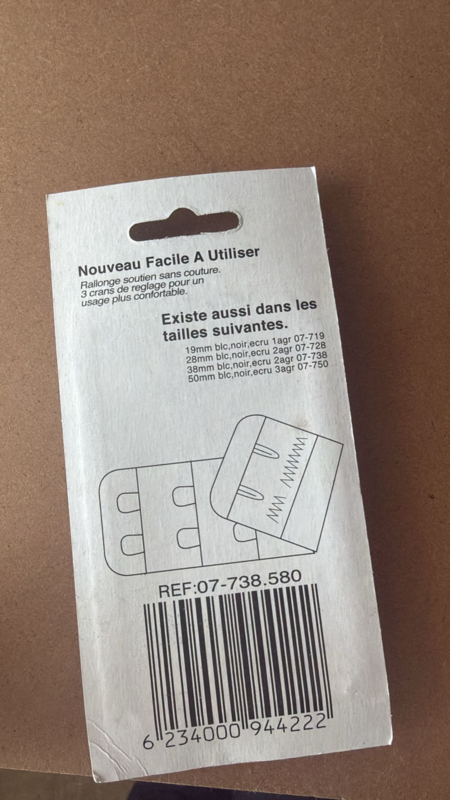 Nouveau Facile A Utiliser
Rallonge soutien sans couture.
3 crans de reglage pour un
usage plus confortable.
Existe aussi dans les
tailles suivantes.
19mm blc,noir,ecru 1agr 07-719
28mm blc,noir,ecru 2agr 07-728
38mm blc,noir,ecru 2agr 07-738
50mm blc,noir,ecru 3agr 07-750
REF:07-738.580
6 234000 944222